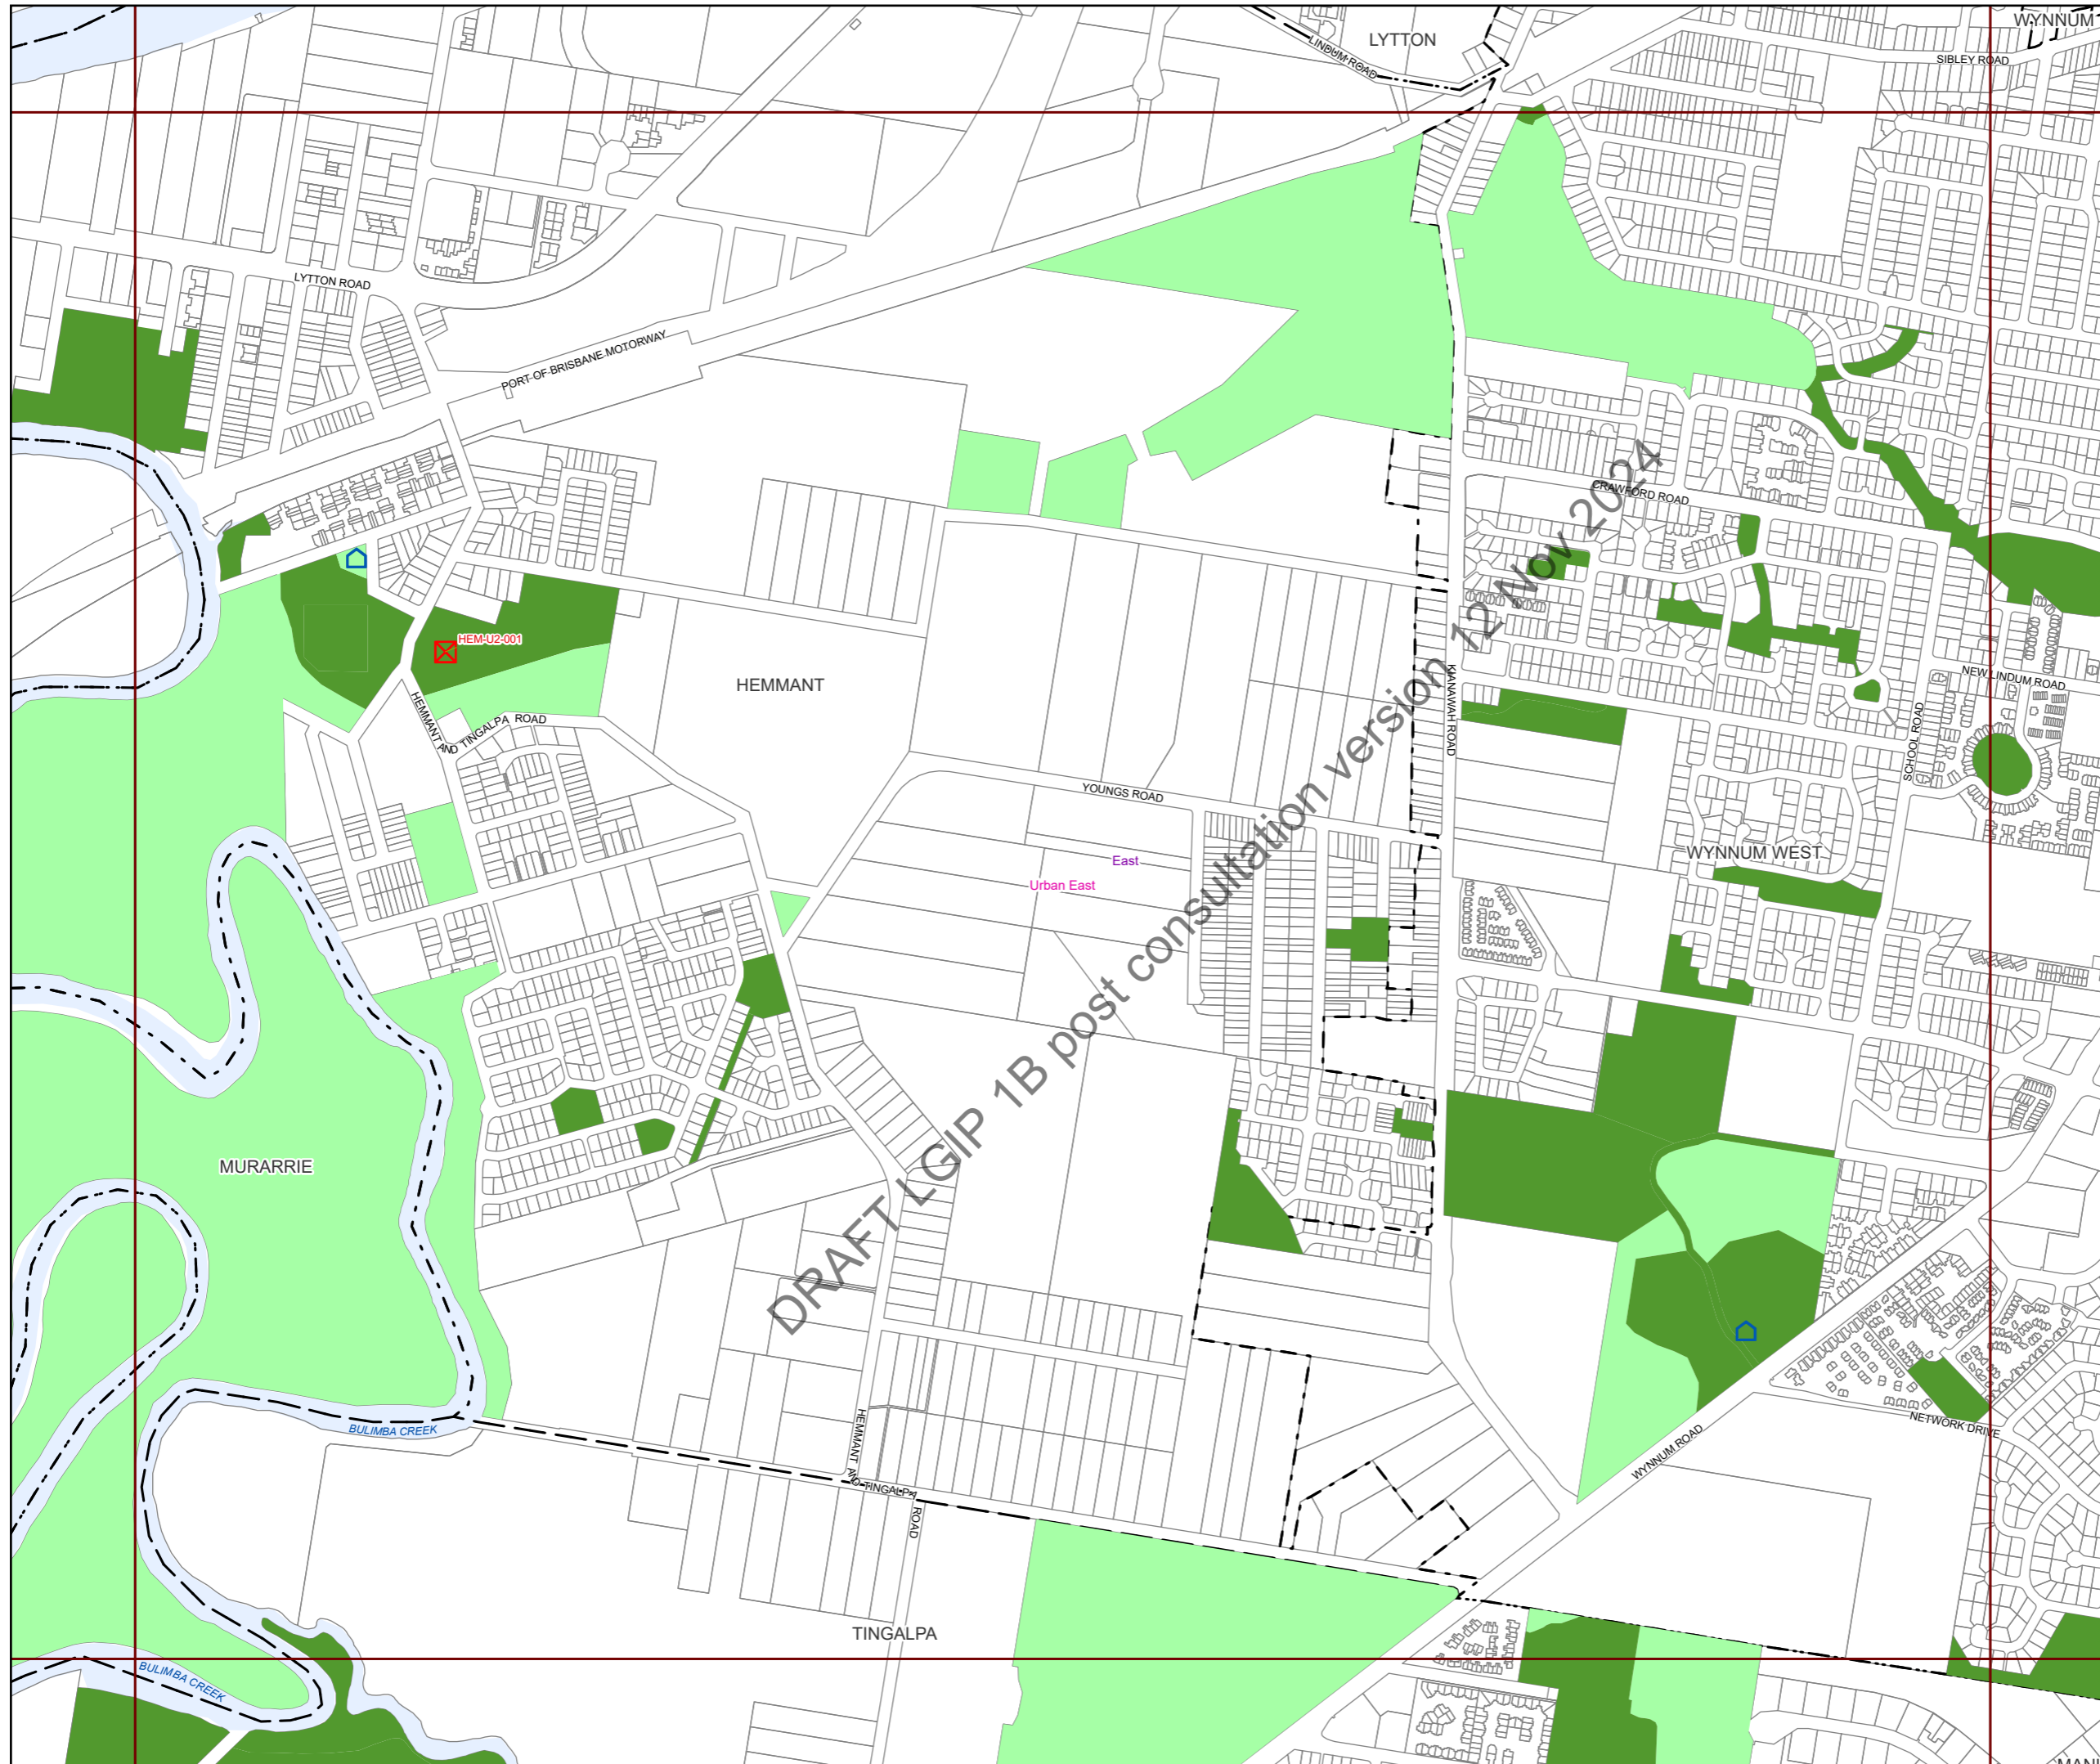 WYNNUM
LYTTON
LINDUM ROAD
SIBLEY ROAD
LYTTON ROAD
PORT OF BRISBANE MOTORWAY
CRAWFORD ROAD
HEM-U2-001
HEMMANT
KIANAWAH ROAD
NEW LINDUM ROAD
SCHOOL ROAD
HEMMANT AND TINGALPA ROAD
YOUNGS ROAD
East
Urban East
WYNNUM WEST
DRAFT LGIP 1B post consultation version 12 Nov 2024
MURARRIE
BULIMBA CREEK
HEMMANT AND TINGALPA ROAD
WYNNUM ROAD
NETWORK DRIVE
TINGALPA
BULIMBA CREEK